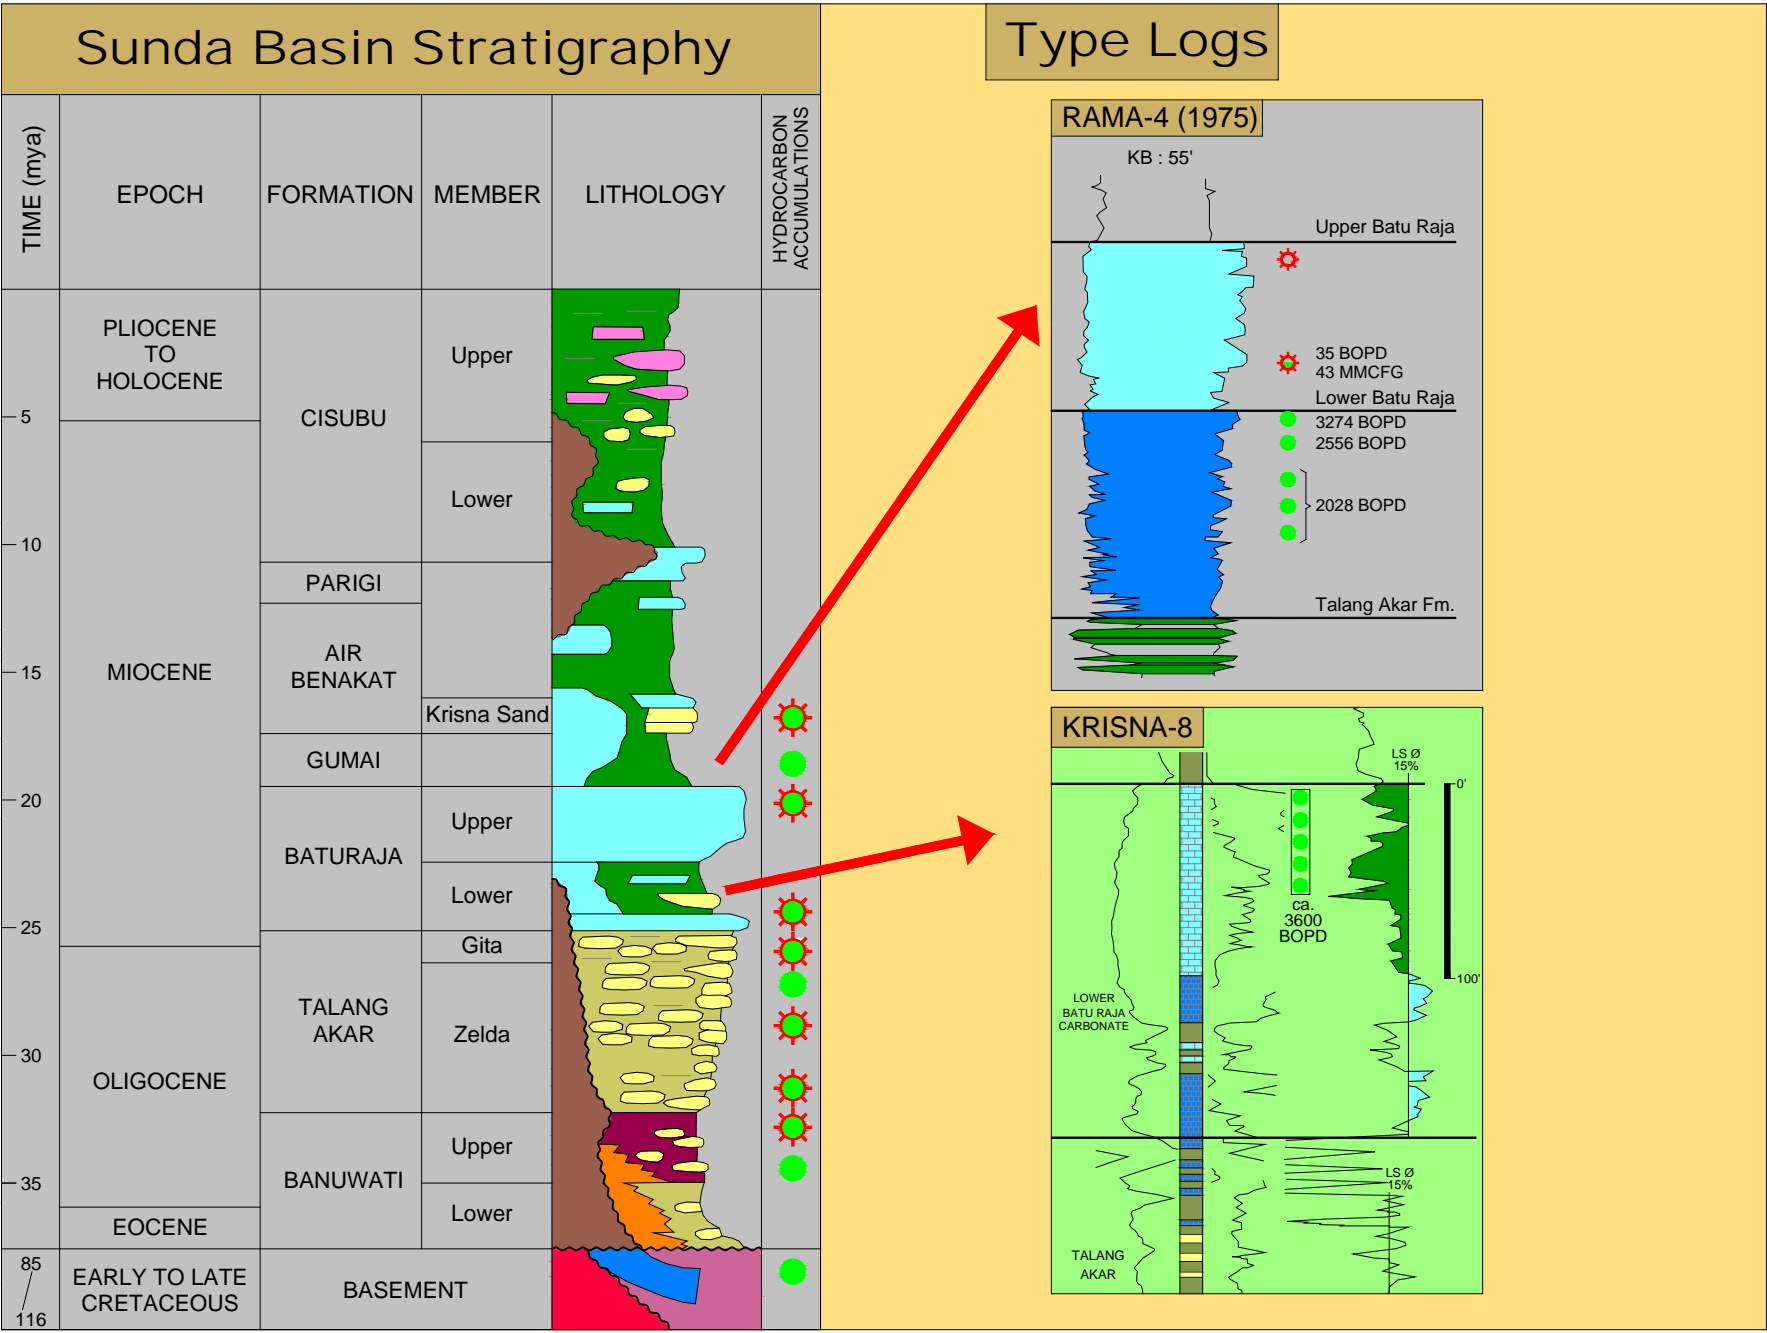 Sunda Basin Stratigraphy
TIME (mya)
EPOCH
FORMATION
MEMBER
LITHOLOGY
HYDROCARBON
ACCUMULATIONS
5
10
15
20
25
30
35
85
116
PLIOCENE
TO
HOLOCENE
MIOCENE
OLIGOCENE
EOCENE
EARLY TO LATE
CRETACEOUS
CISUBU
PARIGI
AIR
BENAKAT
GUMAI
BATURAJA
TALANG
AKAR
BANUWATI
BASEMENT
Upper
Lower
Krisna Sand
Upper
Lower
Gita
Zelda
Upper
Lower
Type Logs
RAMA-4 (1975)
KB : 55'
Upper Batu Raja
35 BOPD
43 MMCFG
Lower Batu Raja
3274 BOPD
2556 BOPD
2028 BOPD
Talang Akar Fm.
KRISNA-8
LS Ø
15%
0'
ca.
3600
BOPD
100'
LOWER
BATU RAJA
CARBONATE
LS Ø
15%
TALANG
AKAR